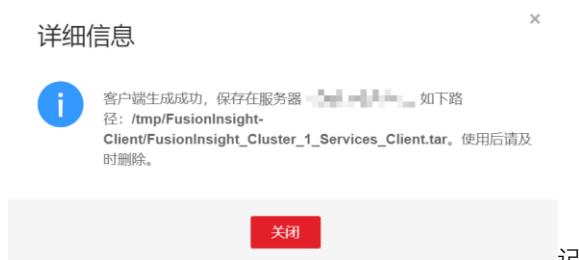 详细信息
×
客户端生成成功，保存在服务器 如下路
径：/tmp/FusionInsight-
Client/FusionInsight_Cluster_1_Services_Client.tar。使用后请及
时删除。
关闭